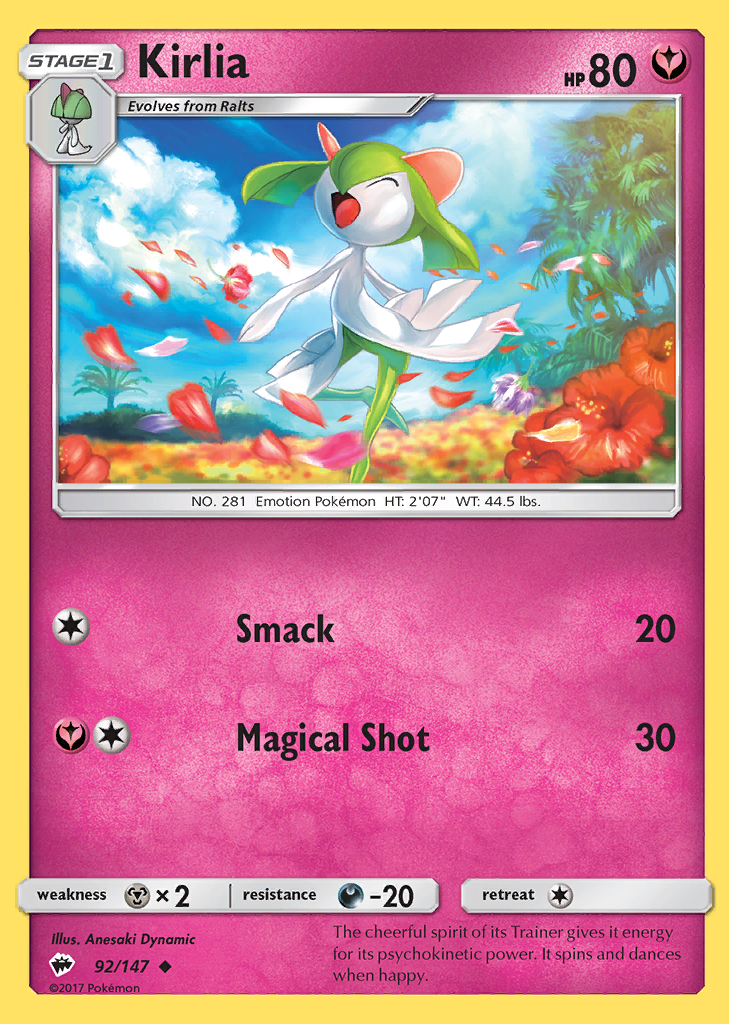 STAGE1 Kirlia HP 80
Evolves from Ralts
NO. 281 Emotion Pokémon HT: 2'07" WT: 44.5 lbs.
Smack 20
Magical Shot 30
weakness ×2 resistance -20 retreat
Illus. Anesaki Dynamic
92/147
©2017 Pokémon
The cheerful spirit of its Trainer gives it energy
for its psychokinetic power. It spins and dances
when happy.